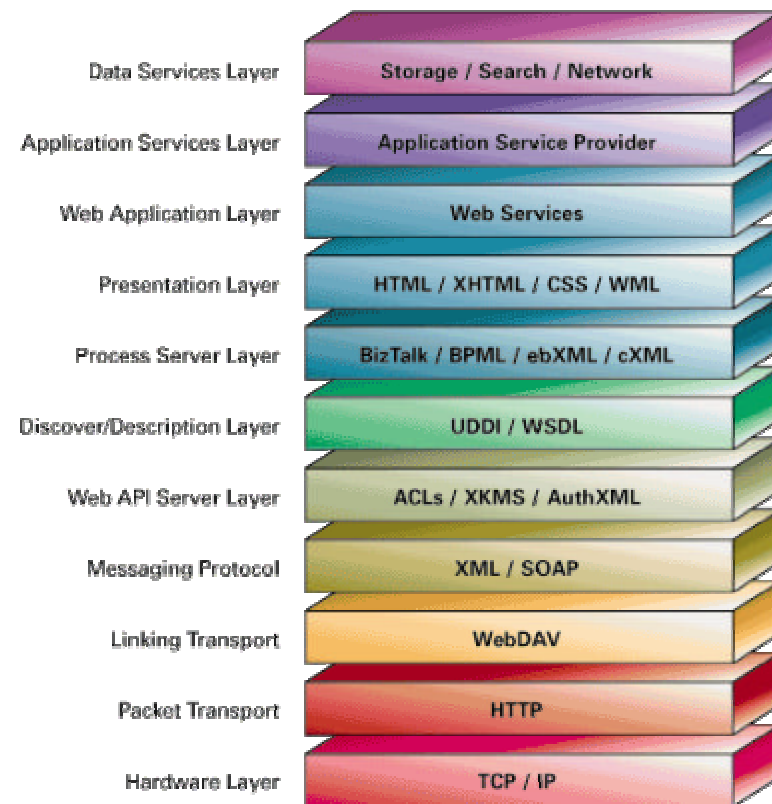 Data Services Layer Storage / Search / Network
Application Services Layer Application Service Provider
Web Application Layer Web Services
Presentation Layer HTML / XHTML / CSS / WML
Process Server Layer BizTalk / BPML / ebXML / cXML
Discover/Description Layer UDDI / WSDL
Web API Server Layer ACLs / XKMS / AuthXML
Messaging Protocol XML / SOAP
Linking Transport WebDAV
Packet Transport HTTP
Hardware Layer TCP / IP